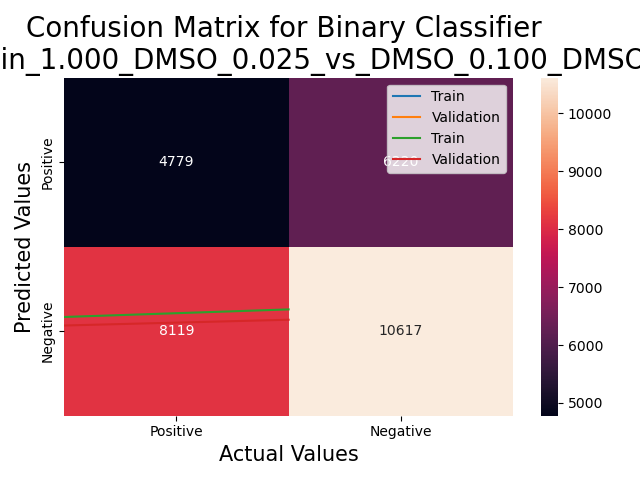 Confusion Matrix for Binary Classifier
in_1.000_DMSO_0.025_vs_DMSO_0.100_DMSO
Train
Validation
Train
Validation
Positive
4779
Negative
8119
10617
Predicted Values
Positive
Negative
Actual Values
10000
9000
8000
7000
6000
5000